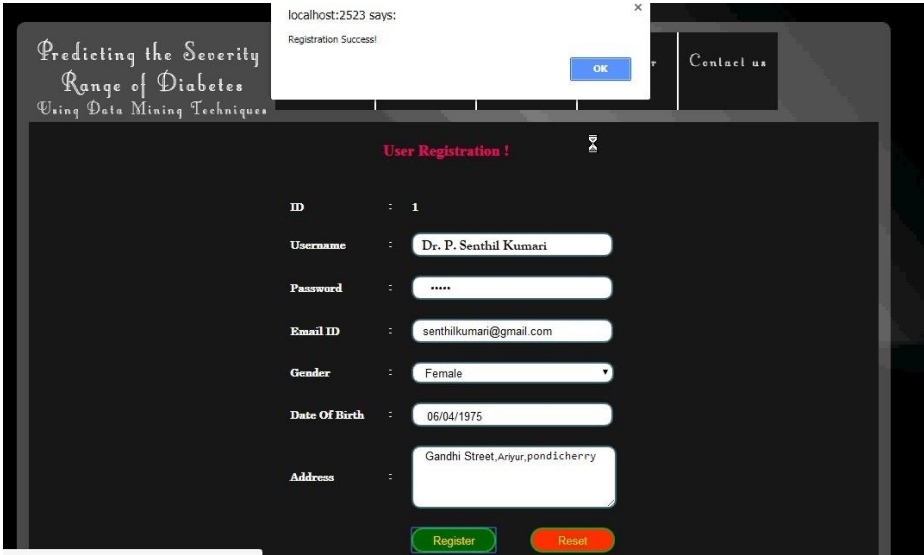 localhost:2523 says:
Registration Success!
OK
Predicting the Severity
Range of Diabetes
Using Data Mining Techniques
r
Contact us
User Registration !
ID : 1
Username : Dr. P. Senthil Kumari
Password : •••••
Email ID : senthilkumari@gmail.com
Gender : Female
Date Of Birth : 06/04/1975
Address : Gandhi Street,Ariyur,pondicherry
Register Reset